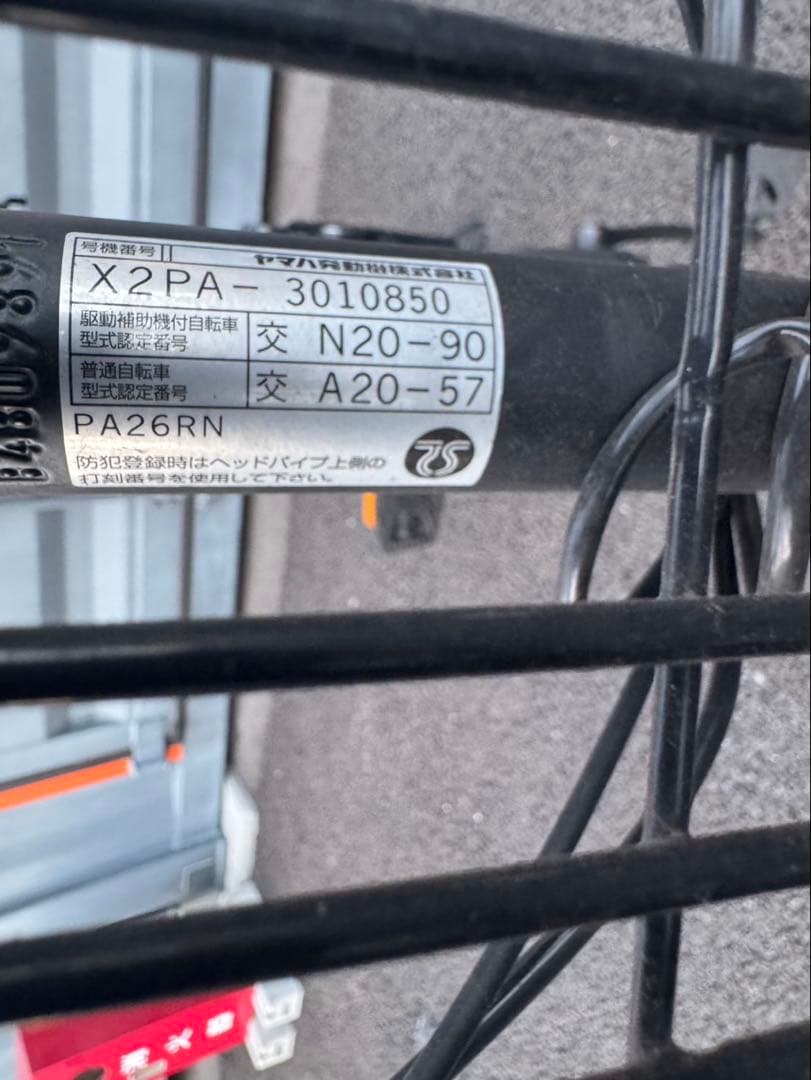 号機番号
ヤマハ発動機株式会社
X2PA-3010850
駆動補助機付自転車
型式認定番号
交 N20-90
普通自転車
型式認定番号
交 A20-57
PA26RN
防犯登録時はヘッドパイプ上側の
打刻番号を使用して下さい。
消火器